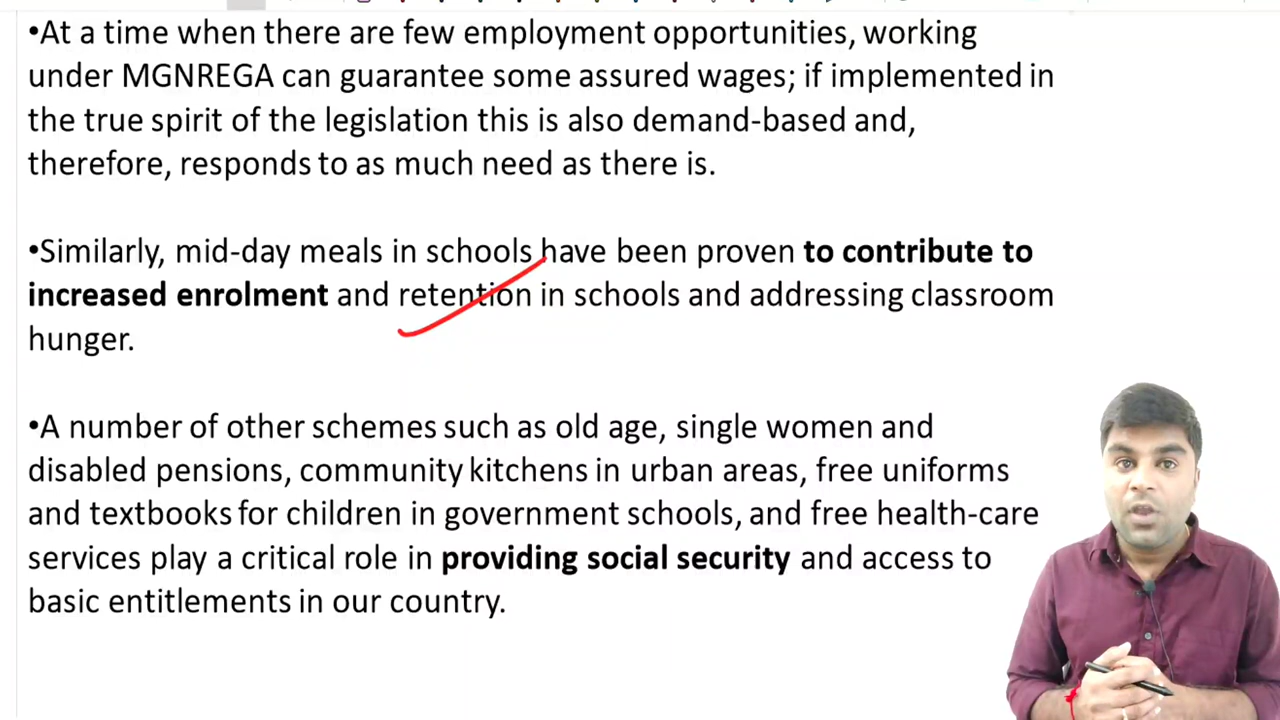 •At a time when there are few employment opportunities, working
under MGNREGA can guarantee some assured wages; if implemented in
the true spirit of the legislation this is also demand-based and,
therefore, responds to as much need as there is.
•Similarly, mid-day meals in schools have been proven to contribute to
increased enrolment and retention in schools and addressing classroom
hunger.
•A number of other schemes such as old age, single women and
disabled pensions, community kitchens in urban areas, free uniforms
and textbooks for children in government schools, and free health-care
services play a critical role in providing social security and access to
basic entitlements in our country.